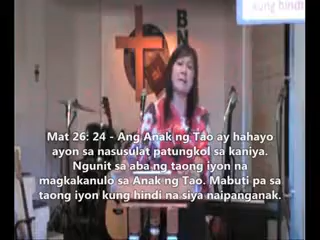 kung hindi
BN
Mat 26: 24 - Ang Anak ng Tao ay hahayo
ayon sa nasusulat patungkol sa kaniya.
Ngunit sa aba ng taong iyon na
magkakanulo sa Anak ng Tao. Mabuti pa sa
taong iyon kung hindi na siya naipanganak.